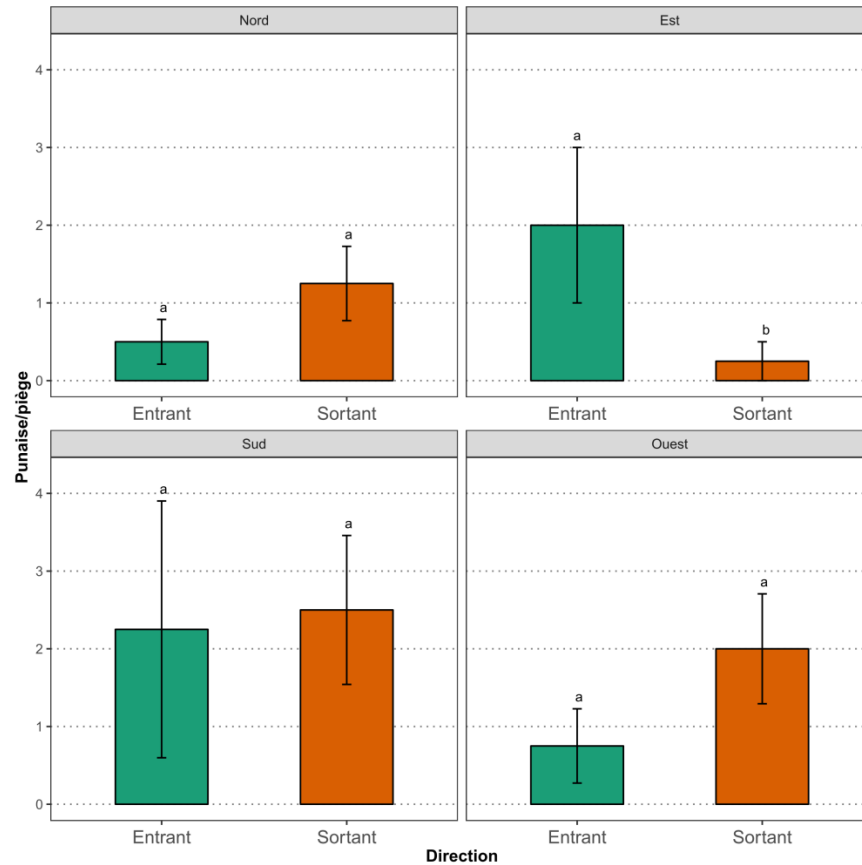 Nord
Est
4
3
2
1
0
a
a
a
b
Entrant
Sortant
Entrant
Sortant
Punaise/piège
Sud
Ouest
4
3
2
1
0
a
a
a
a
Entrant
Sortant
Entrant
Sortant
Direction